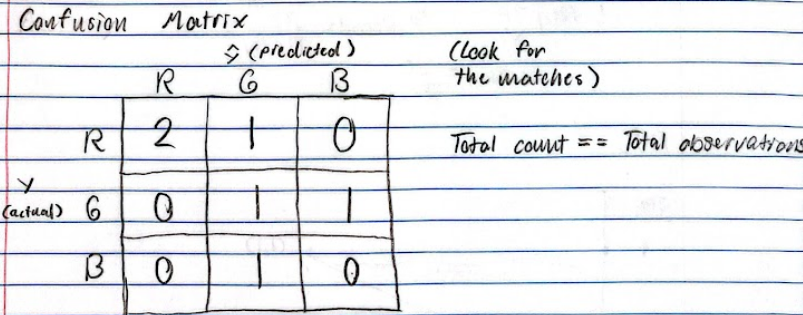 Confusion Matrix
ŷ (predicted) (Look for
R G B the matches)
R 2 1 0 Total count == Total observations
y
(actual) G 0 1 1
B 0 1 0